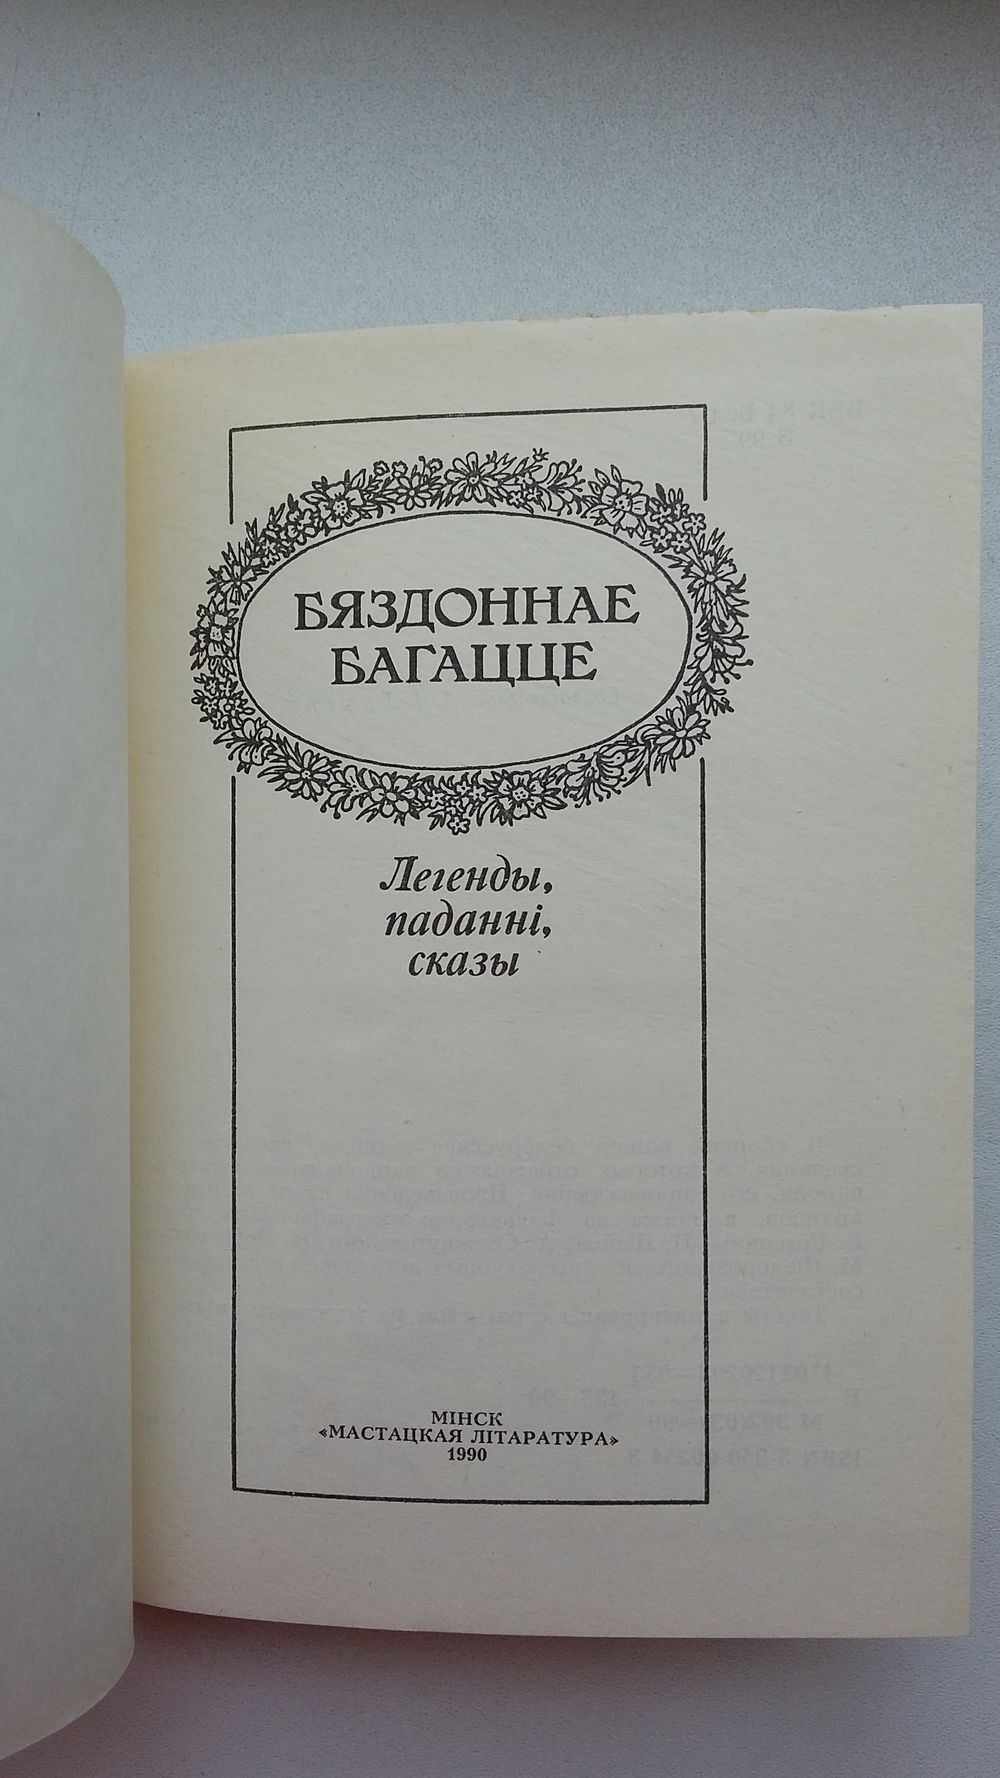 БЯЗДОННАЕ
БАГАЦЦЕ
Легенды,
паданні,
сказы
МІНСК
«МАСТАЦКАЯ ЛІТАРАТУРА»
1990